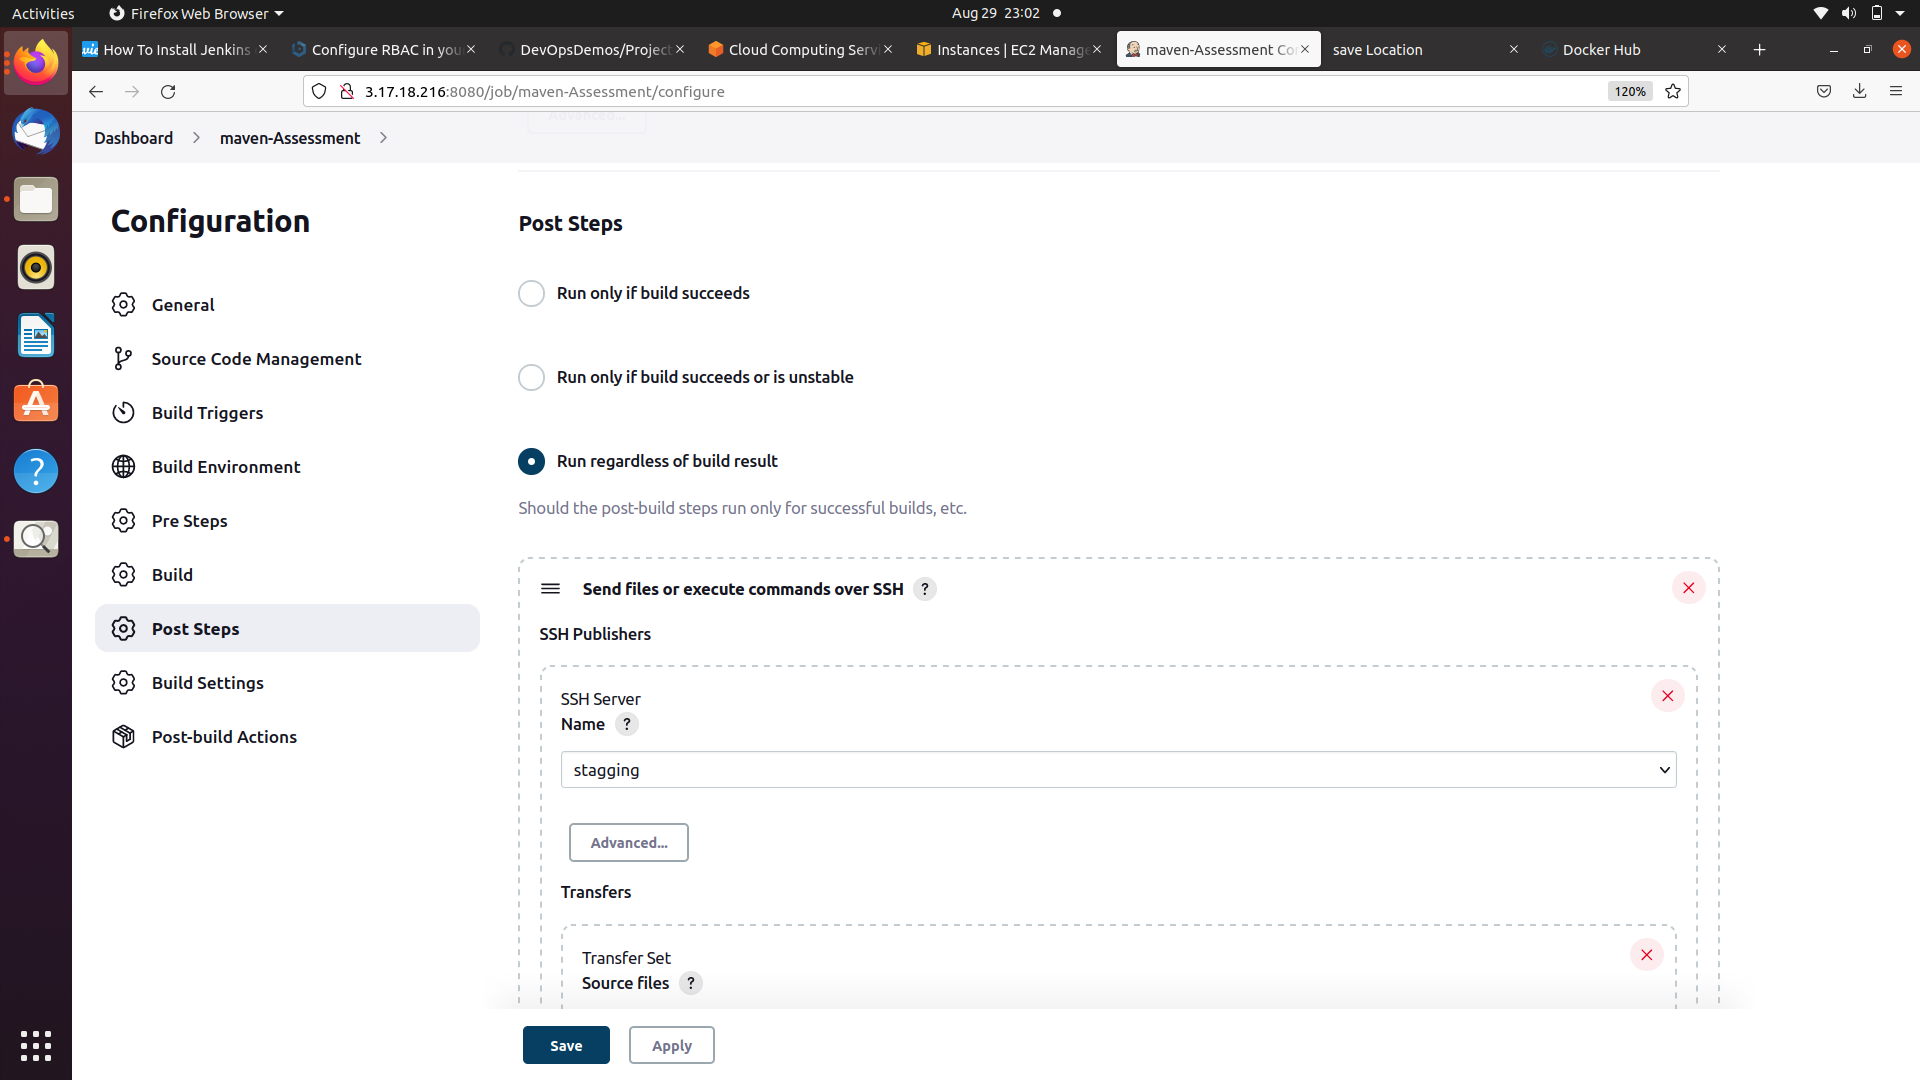 Activities
Firefox Web Browser
Aug 29 23:02
How To Install Jenkins
Configure RBAC in you
DevOpsDemos/Project
Cloud Computing Servi
Instances | EC2 Manage
maven-Assessment Co
save Location
Docker Hub
3.17.18.216:8080/job/maven-Assessment/configure
120%
Advanced...
Dashboard
maven-Assessment
Configuration
General
Source Code Management
Build Triggers
Build Environment
Pre Steps
Build
Post Steps
Build Settings
Post-build Actions
Post Steps
Run only if build succeeds
Run only if build succeeds or is unstable
Run regardless of build result
Should the post-build steps run only for successful builds, etc.
Send files or execute commands over SSH ?
SSH Publishers
SSH Server
Name ?
stagging
Advanced...
Transfers
Transfer Set
Source files ?
Save
Apply